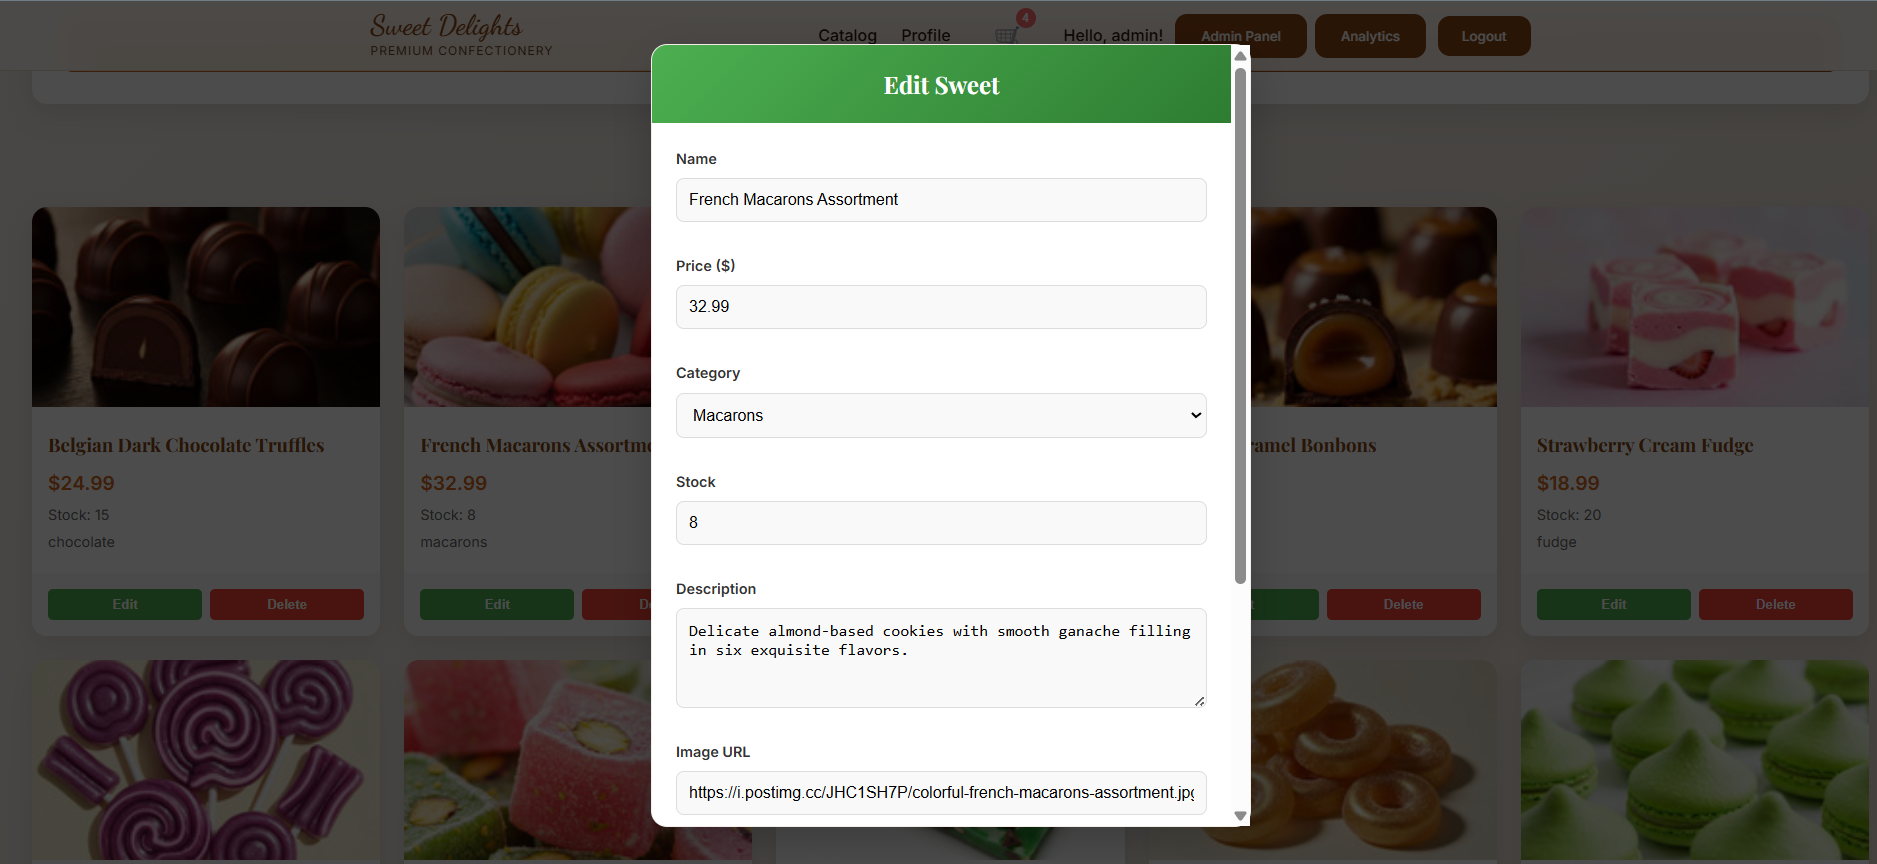 Sweet Delights
PREMIUM CONFECTIONERY
Catalog
Profile
4
Hello, admin!
Admin Panel
Analytics
Logout
Edit Sweet
Name
French Macarons Assortment
Price ($)
32.99
Category
Macarons
Stock
8
Description
Delicate almond-based cookies with smooth ganache filling
in six exquisite flavors.
Image URL
https://i.postimg.cc/JHC1SH7P/colorful-french-macarons-assortment.jpg
Belgian Dark Chocolate Truffles
$24.99
Stock: 15
chocolate
Edit
Delete
French Macarons Assortm
$32.99
Stock: 8
macarons
Edit
Bonbons
Delete
Strawberry Cream Fudge
$18.99
Stock: 20
fudge
Edit
Delete